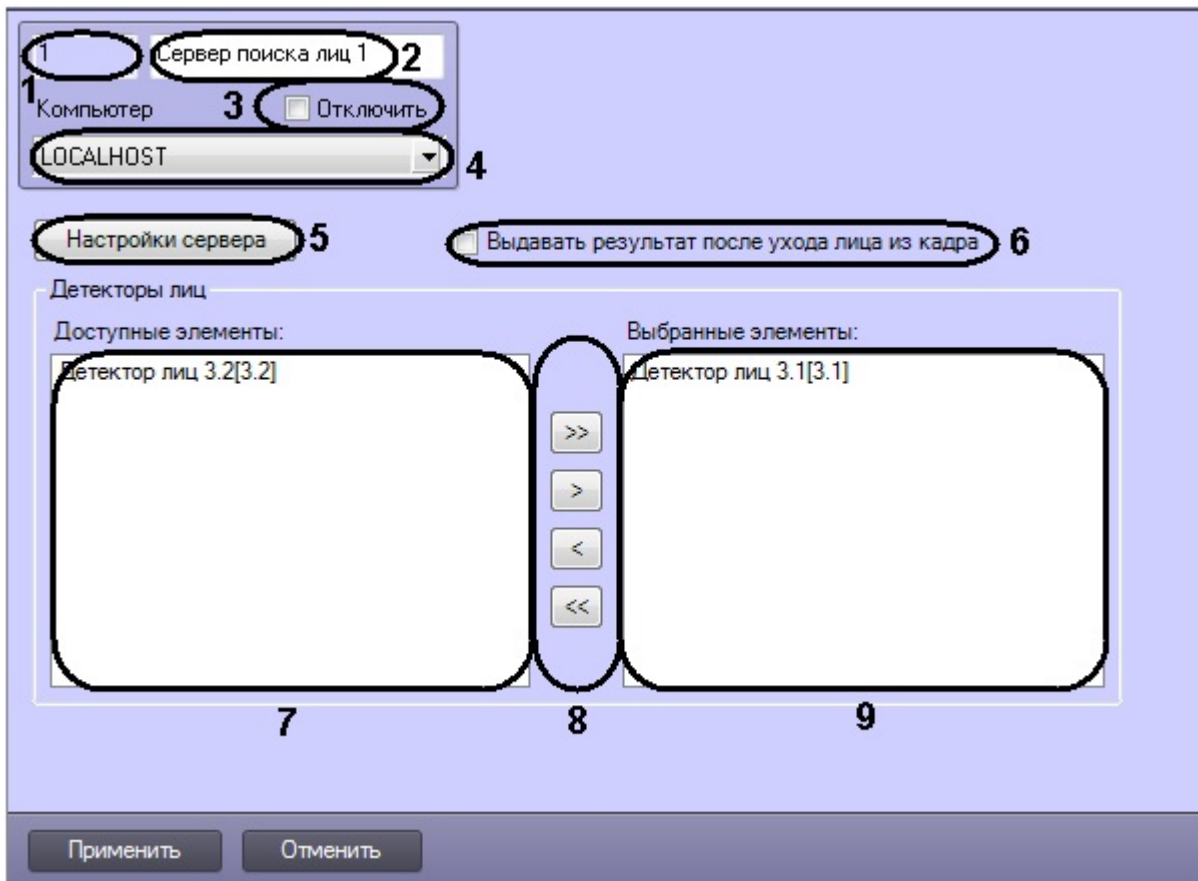 1 Сервер поиска лиц 1 2
1 Компьютер 3 Отключить
LOCALHOST 4
Настройки сервера 5 Выдавать результат после ухода лица из кадра 6
Детекторы лиц
Доступные элементы: Выбранные элементы:
Детектор лиц 3.2[3.2] Детектор лиц 3.1[3.1]
>>
>
<
<<
7 8 9
Применить Отменить